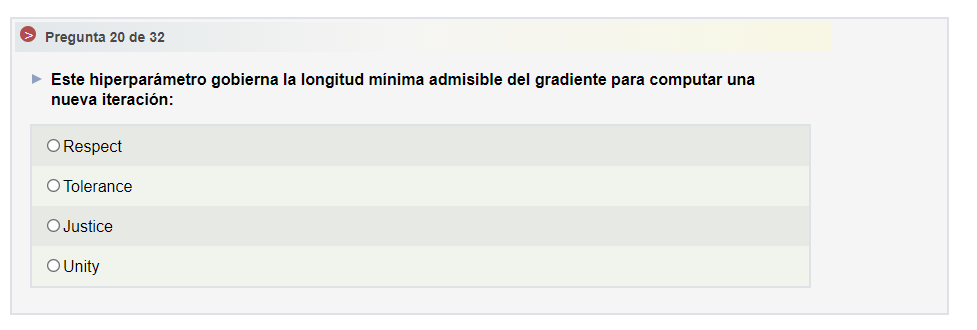 Pregunta 20 de 32
Este hiperparámetro gobierna la longitud mínima admisible del gradiente para computar una
nueva iteración:
Respect
Tolerance
Justice
Unity